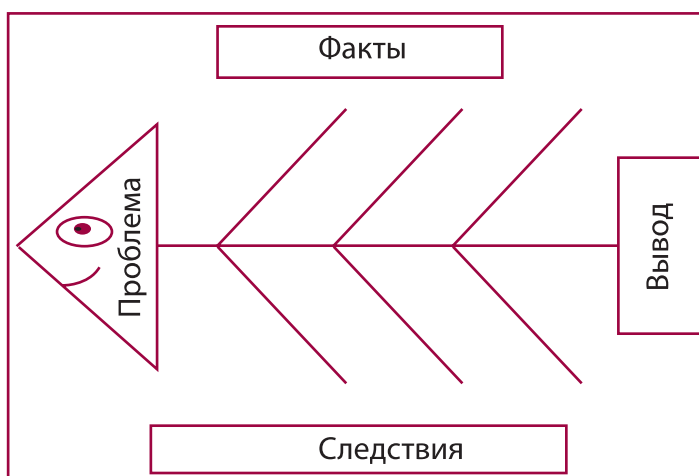 Факты
Проблема
Вывод
Следствия